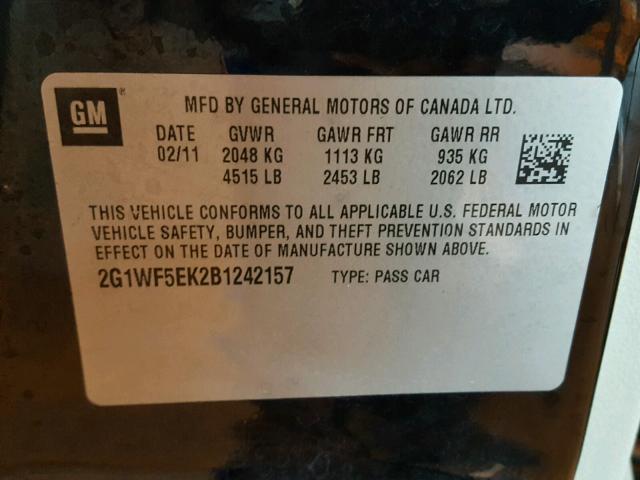 GM
MFD BY GENERAL MOTORS OF CANADA LTD.
DATE GVWR GAWR FRT GAWR RR
02/11 2048 KG 1113 KG 935 KG
4515 LB 2453 LB 2062 LB
THIS VEHICLE CONFORMS TO ALL APPLICABLE U.S. FEDERAL MOTOR
VEHICLE SAFETY, BUMPER, AND THEFT PREVENTION STANDARDS IN
EFFECT ON THE DATE OF MANUFACTURE SHOWN ABOVE.
2G1WF5EK2B1242157 TYPE: PASS CAR